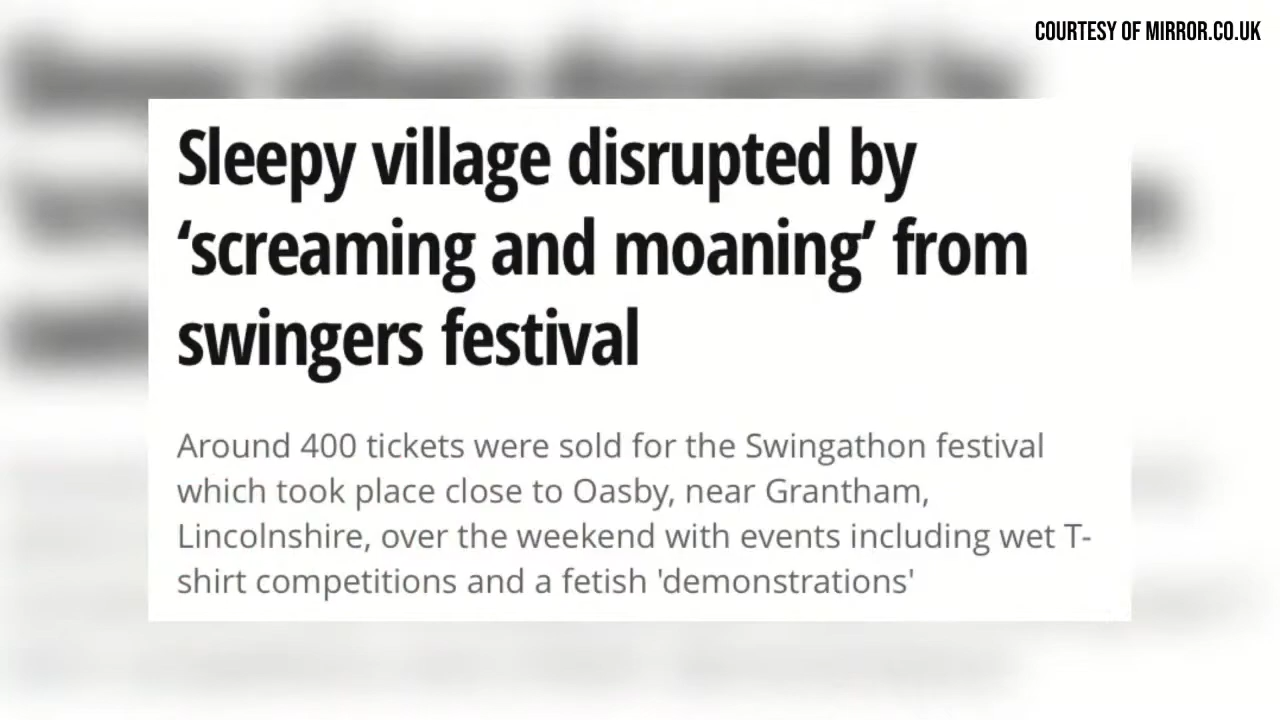 COURTESY OF MIRROR.CO.UK
Sleepy village disrupted by
‘screaming and moaning’ from
swingers festival
Around 400 tickets were sold for the Swingathon festival
which took place close to Oasby, near Grantham,
Lincolnshire, over the weekend with events including wet T-
shirt competitions and a fetish 'demonstrations'